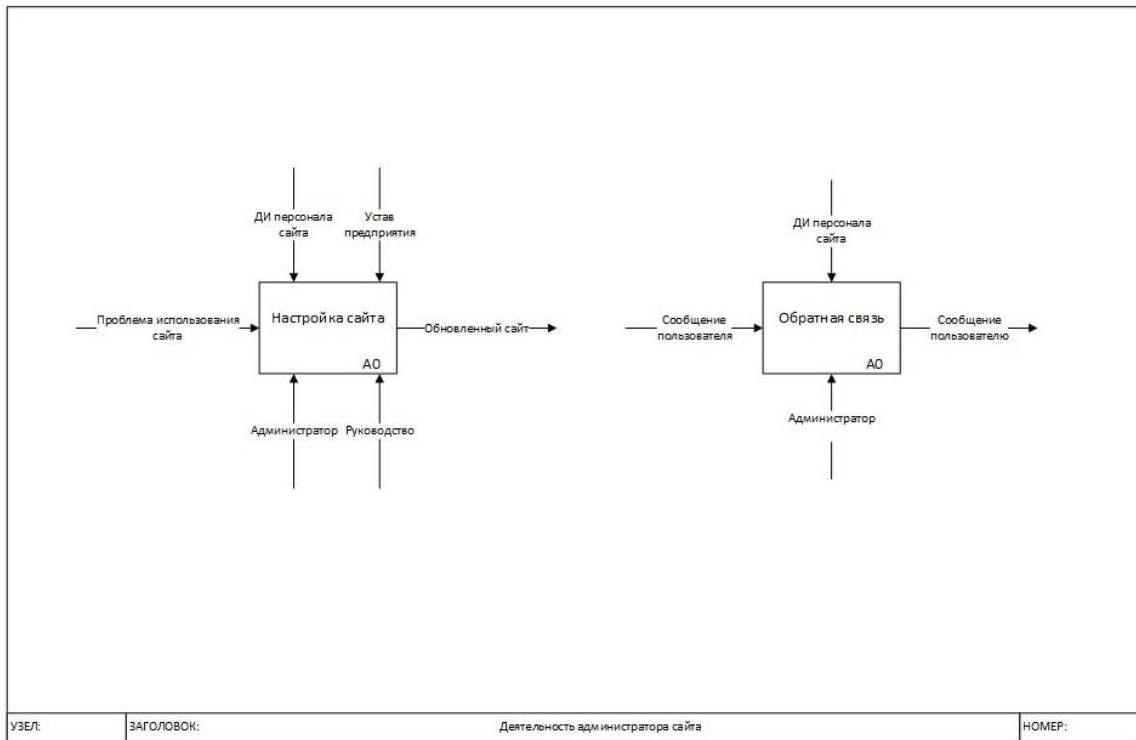 ДИ персонала
сайта
Устав
предприятия
Проблема использования
сайта
Настройка сайта
A0
Обновленный сайт
Администратор
Руководство
ДИ персонала
сайта
Сообщение
пользователя
Обратная связь
A0
Сообщение
пользователю
Администратор
УЗЕЛ:
ЗАГОЛОВОК:
Деятельность администратора сайта
НОМЕР: